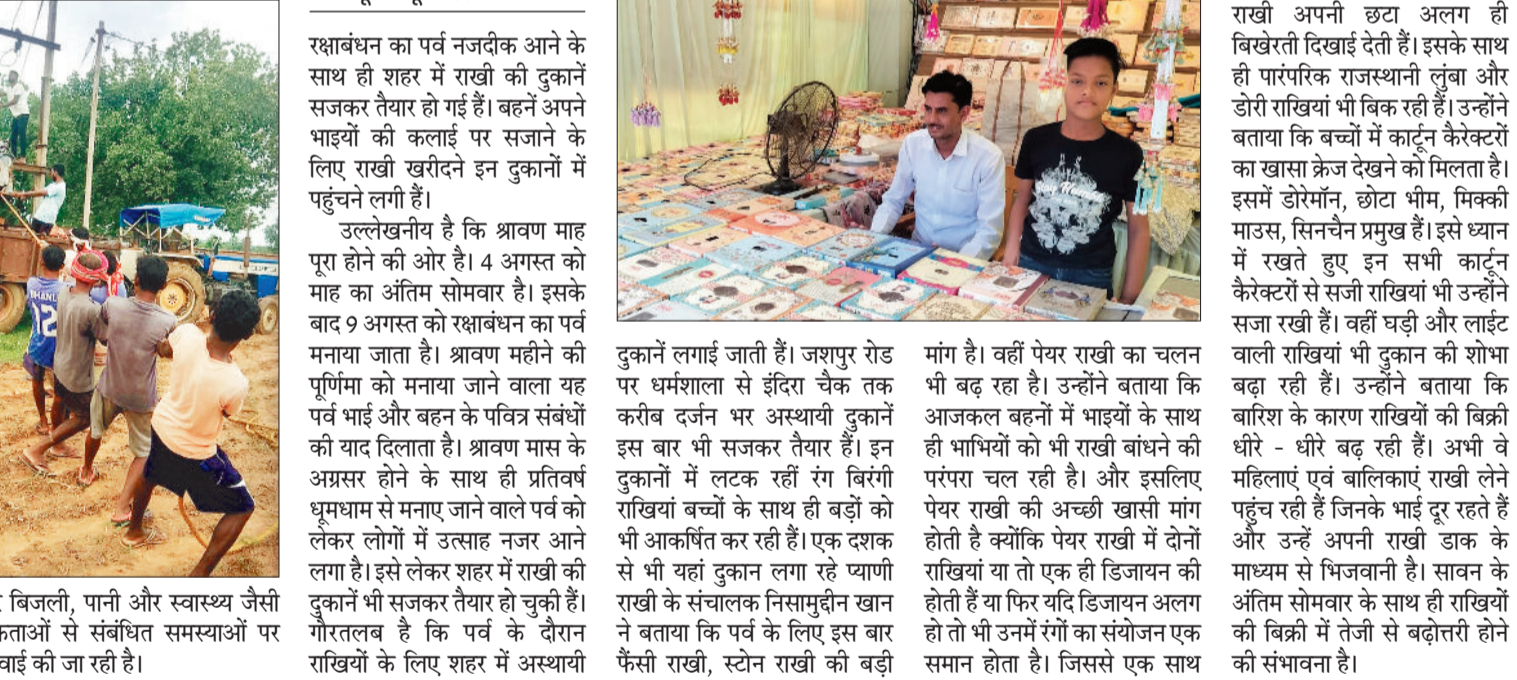 बिजली, पानी और स्वास्थ्य जैसी
से संबंधित समस्याओं पर
की जा रही है।
रक्षाबंधन का पर्व नजदीक आने के
साथ ही शहर में राखी की दुकानें
सजकर तैयार हो गई हैं। बहनें अपने
भाइयों की कलाई पर सजाने के
लिए राखी खरीदने इन दुकानों में
पहुंचने लगी हैं।
उल्लेखनीय है कि श्रावण माह
पूरा होने की ओर है। 4 अगस्त को
माह का अंतिम सोमवार है। इसके
बाद 9 अगस्त को रक्षाबंधन का पर्व
मनाया जाता है। श्रावण महीने की
पूर्णिमा को मनाया जाने वाला यह
पर्व भाई और बहन के पवित्र संबंधों
की याद दिलाता है। श्रावण मास के
अग्रसर होने के साथ ही प्रतिवर्ष
धूमधाम से मनाए जाने वाले पर्व को
लेकर लोगों में उत्साह नजर आने
लगा है। इसे लेकर शहर में राखी की
दुकानें भी सजकर तैयार हो चुकी हैं।
गौरतलब है कि पर्व के दौरान
राखियों के लिए शहर में अस्थायी
दुकानें लगाई जाती हैं। जशपुर रोड
पर धर्मशाला से इंदिरा चैक तक
करीब दर्जन भर अस्थायी दुकानें
इस बार भी सजकर तैयार हैं। इन
दुकानों में लटक रहीं रंग बिरंगी
राखियां बच्चों के साथ ही बड़ों को
भी आकर्षित कर रही हैं। एक दशक
से भी यहां दुकान लगा रहे प्याणी
राखी के संचालक निसामुद्दीन खान
ने बताया कि पर्व के लिए इस बार
फैंसी राखी, स्टोन राखी की बड़ी
मांग है। वहीं पेयर राखी का चलन
भी बढ़ रहा है। उन्होंने बताया कि
आजकल बहनों में भाइयों के साथ
ही भाभियों को भी राखी बांधने की
परंपरा चल रही है। और इसलिए
पेयर राखी की अच्छी खासी मांग
होती है क्योंकि पेयर राखी में दोनों
राखियां या तो एक ही डिजायन की
होती हैं या फिर यदि डिजायन अलग
हो तो भी उनमें रंगों का संयोजन एक
समान होता है। जिससे एक साथ
राखी अपनी छटा अलग ही
बिखेरती दिखाई देती हैं। इसके साथ
ही पारंपरिक राजस्थानी लुंबा और
डोरी राखियां भी बिक रही हैं। उन्होंने
बताया कि बच्चों में कार्टून कैरेक्टरों
का खासा क्रेज देखने को मिलता है।
इसमें डोरेमॉन, छोटा भीम, मिक्की
माउस, सिनचैन प्रमुख हैं। इसे ध्यान
में रखते हुए इन सभी कार्टून
कैरेक्टरों से सजी राखियां भी उन्होंने
सजा रखी हैं। वहीं घड़ी और लाईट
वाली राखियां भी दुकान की शोभा
बढ़ा रही हैं। उन्होंने बताया कि
बारिश के कारण राखियों की बिक्री
धीरे - धीरे बढ़ रही हैं। अभी वे
महिलाएं एवं बालिकाएं राखी लेने
पहुंच रही हैं जिनके भाई दूर रहते हैं
और उन्हें अपनी राखी डाक के
माध्यम से भिजवानी है। सावन के
अंतिम सोमवार के साथ ही राखियों
की बिक्री में तेजी से बढ़ोत्तरी होने
की संभावना है।
12